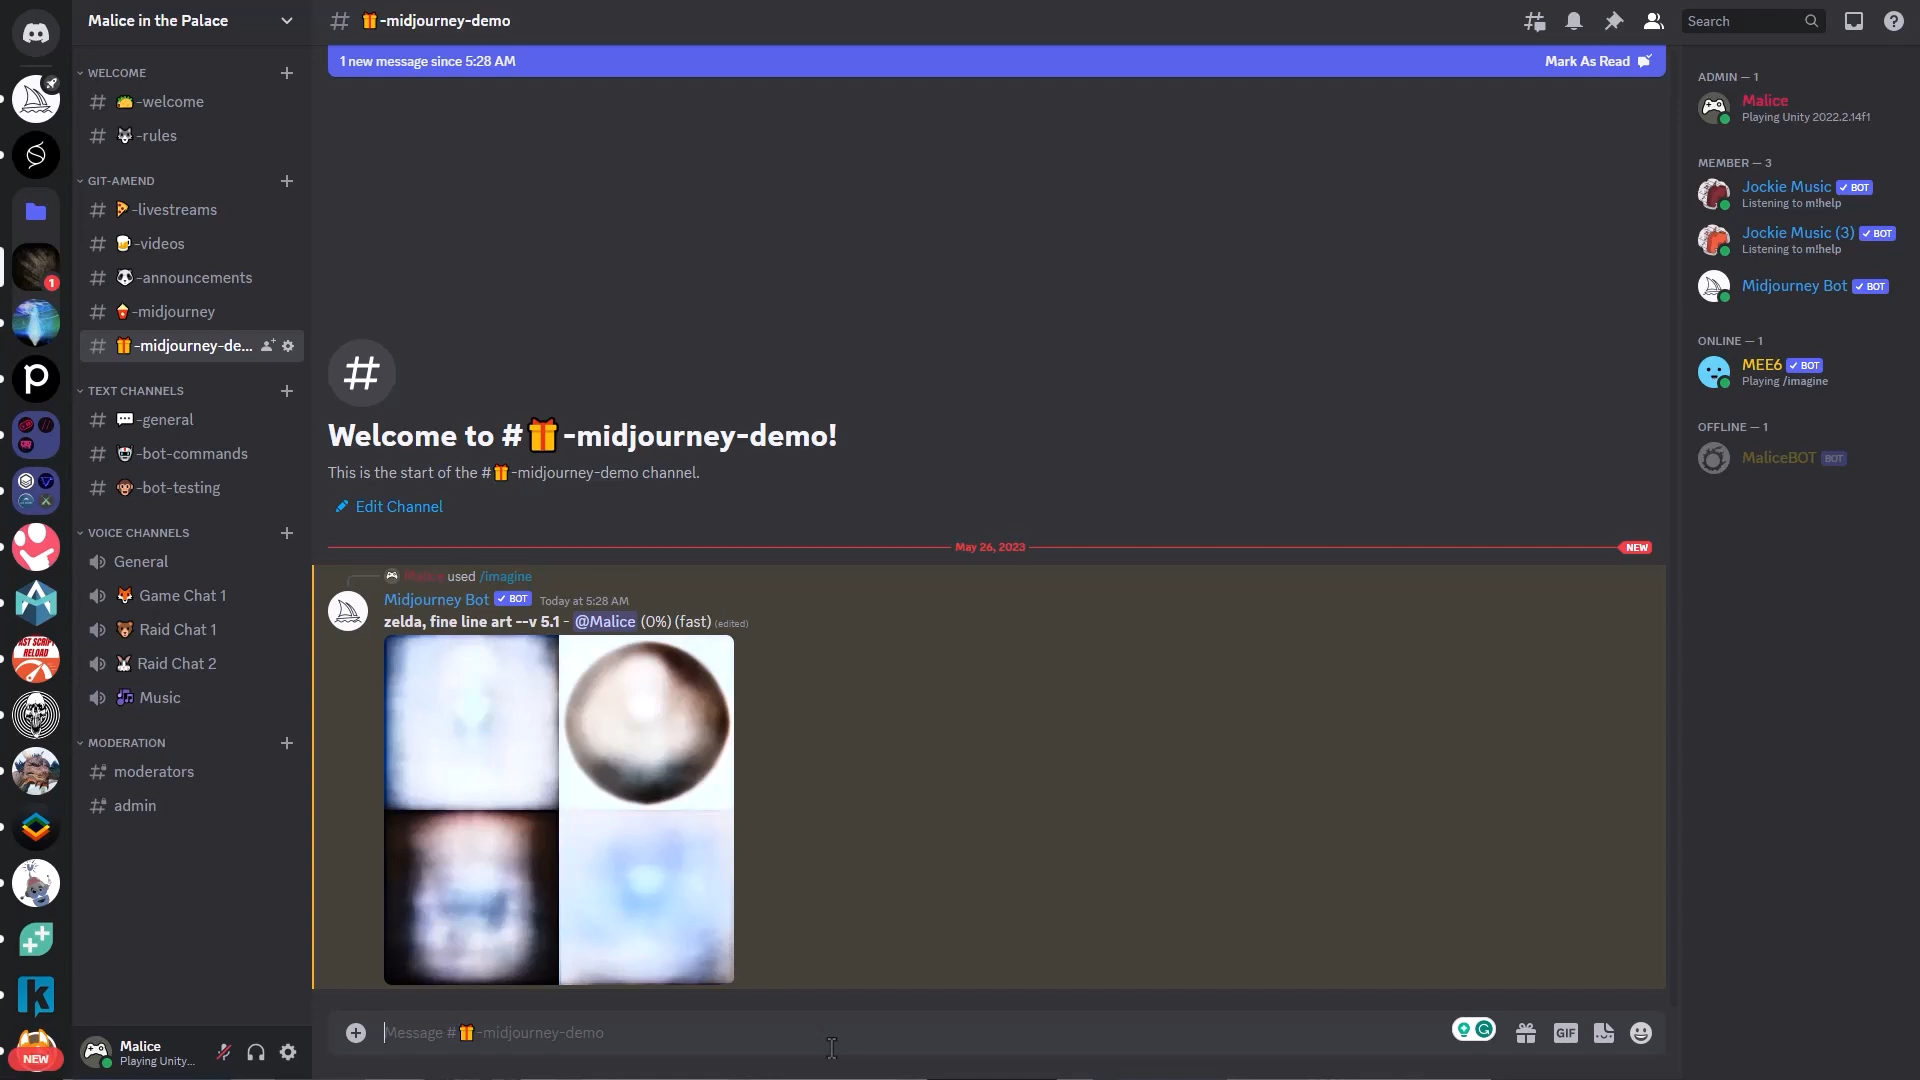 Malice in the Palace
WELCOME
-welcome
-rules
GIT-AMEND
-livestreams
-videos
-announcements
-midjourney
-midjourney-de...
TEXT CHANNELS
-general
-bot-commands
-bot-testing
VOICE CHANNELS
General
Game Chat 1
Raid Chat 1
Raid Chat 2
Music
MODERATION
moderators
admin
NEW
Malice
Playing Unity...
# -midjourney-demo
Search
1 new message since 5:28 AM
Mark As Read
Welcome to # -midjourney-demo!
This is the start of the # -midjourney-demo channel.
Edit Channel
May 26, 2023
NEW
Malice used /imagine
Midjourney Bot BOT Today at 5:28 AM
zelda, fine line art --v 5.1 - @Malice (0%) (fast) (edited)
Message # -midjourney-demo
GIF
ADMIN — 1
Malice
Playing Unity 2022.2.14f1
MEMBER — 3
Jockie Music BOT
Listening to m!help
Jockie Music (3) BOT
Listening to m!help
Midjourney Bot BOT
ONLINE — 1
MEE6 BOT
Playing /imagine
OFFLINE — 1
MaliceBOT BOT
1
RELOAD